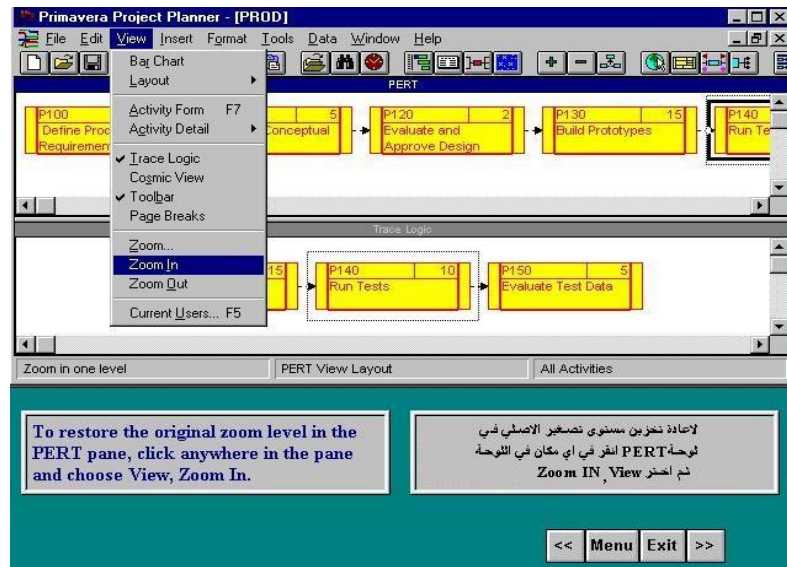 Primavera Project Planner - [PROD]
File Edit View Insert Format Tools Data Window Help
Bar Chart
Layout
Activity Form F7
Activity Detail
Trace Logic
Cosmic View
Toolbar
Page Breaks
Zoom...
Zoom In
Zoom Out
Current Users... F5
PERT
P100
Define Proc
Requiremen
5
Conceptual
P120 2
Evaluate and
Approve Design
P130 15
Build Prototypes
P140
Run Te
Trace Logic
15
P140 10
Run Tests
P150 5
Evaluate Test Data
Zoom in one level PERT View Layout All Activities
To restore the original zoom level in the
PERT pane, click anywhere in the pane
and choose View, Zoom In.
لاعادة تخزين مستوى تصغير الاصلي في
لوحة PERT انقر في اي مكان في اللوحة
ثم اختر Zoom IN , View
<< Menu Exit >>